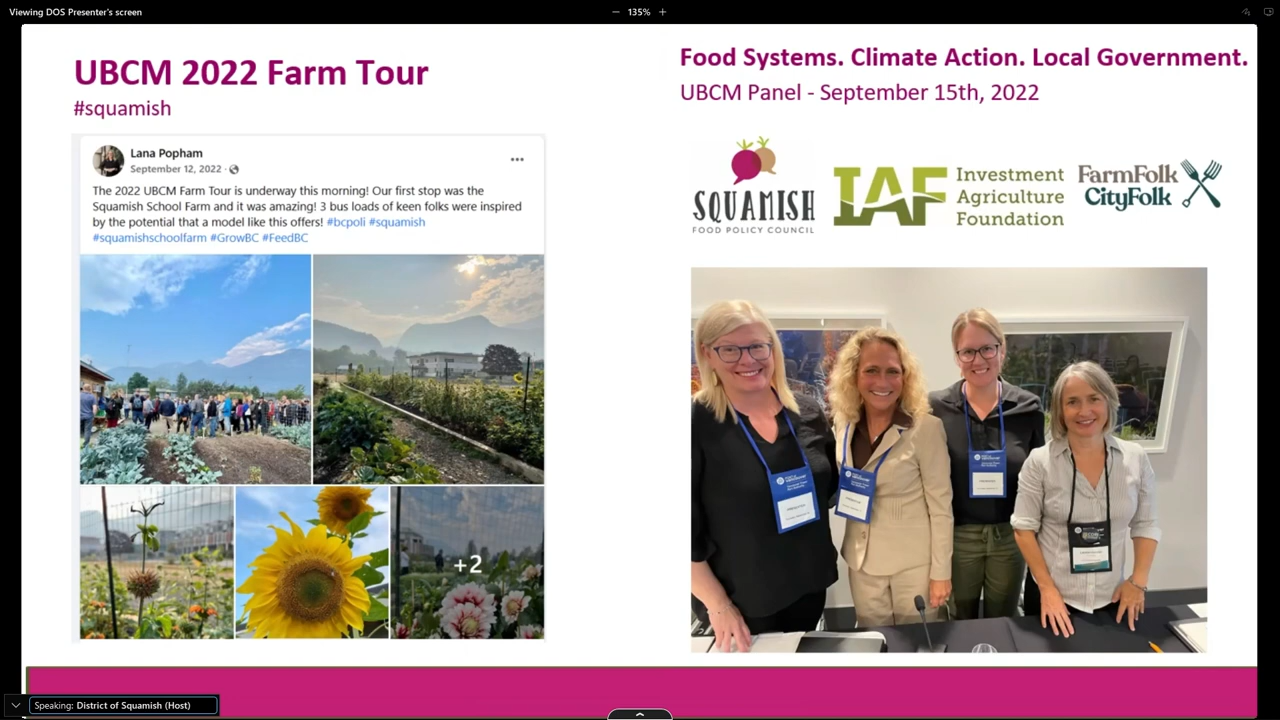 Viewing DOS Presenter's screen
135%
UBCM 2022 Farm Tour
#squamish
Lana Popham
September 12, 2022
The 2022 UBCM Farm Tour is underway this morning! Our first stop was the
Squamish School Farm and it was amazing! 3 bus loads of keen folks were inspired
by the potential that a model like this offers! #bcpoli #squamish
#squamishschoolfarm #GrowBC #FeedBC
+2
Food Systems. Climate Action. Local Government.
UBCM Panel - September 15th, 2022
SQUAMISH
FOOD POLICY COUNCIL
IAF
Investment
Agriculture
Foundation
FarmFolk
CityFolk
Speaking: District of Squamish (Host)